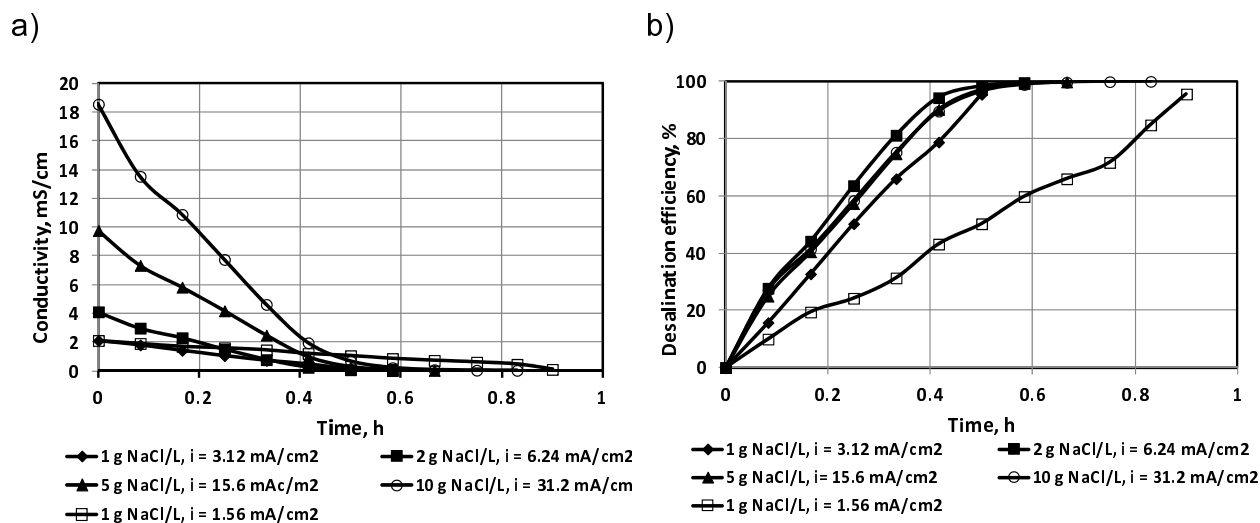 a)
20
18
16
14
12
10
8
6
4
2
0
Conductivity, mS/cm
0 0.2 0.4 0.6 0.8 1
Time, h
1 g NaCl/L, i = 3.12 mA/cm2 2 g NaCl/L, i = 6.24 mA/cm2
5 g NaCl/L, i = 15.6 mAc/m2 10 g NaCl/L, i = 31.2 mA/cm
1 g NaCl/L, i = 1.56 mA/cm2
b)
100
80
60
40
20
0
Desalination efficiency, %
0 0.2 0.4 0.6 0.8 1
Time, h
1 g NaCl/L, i = 3.12 mA/cm2 2 g NaCl/L, i = 6.24 mA/cm2
5 g NaCl/L, i = 15.6 mA/cm2 10 g NaCl/L, i = 31.2 mA/cm2
1 g NaCl/L, i = 1.56 mA/cm2